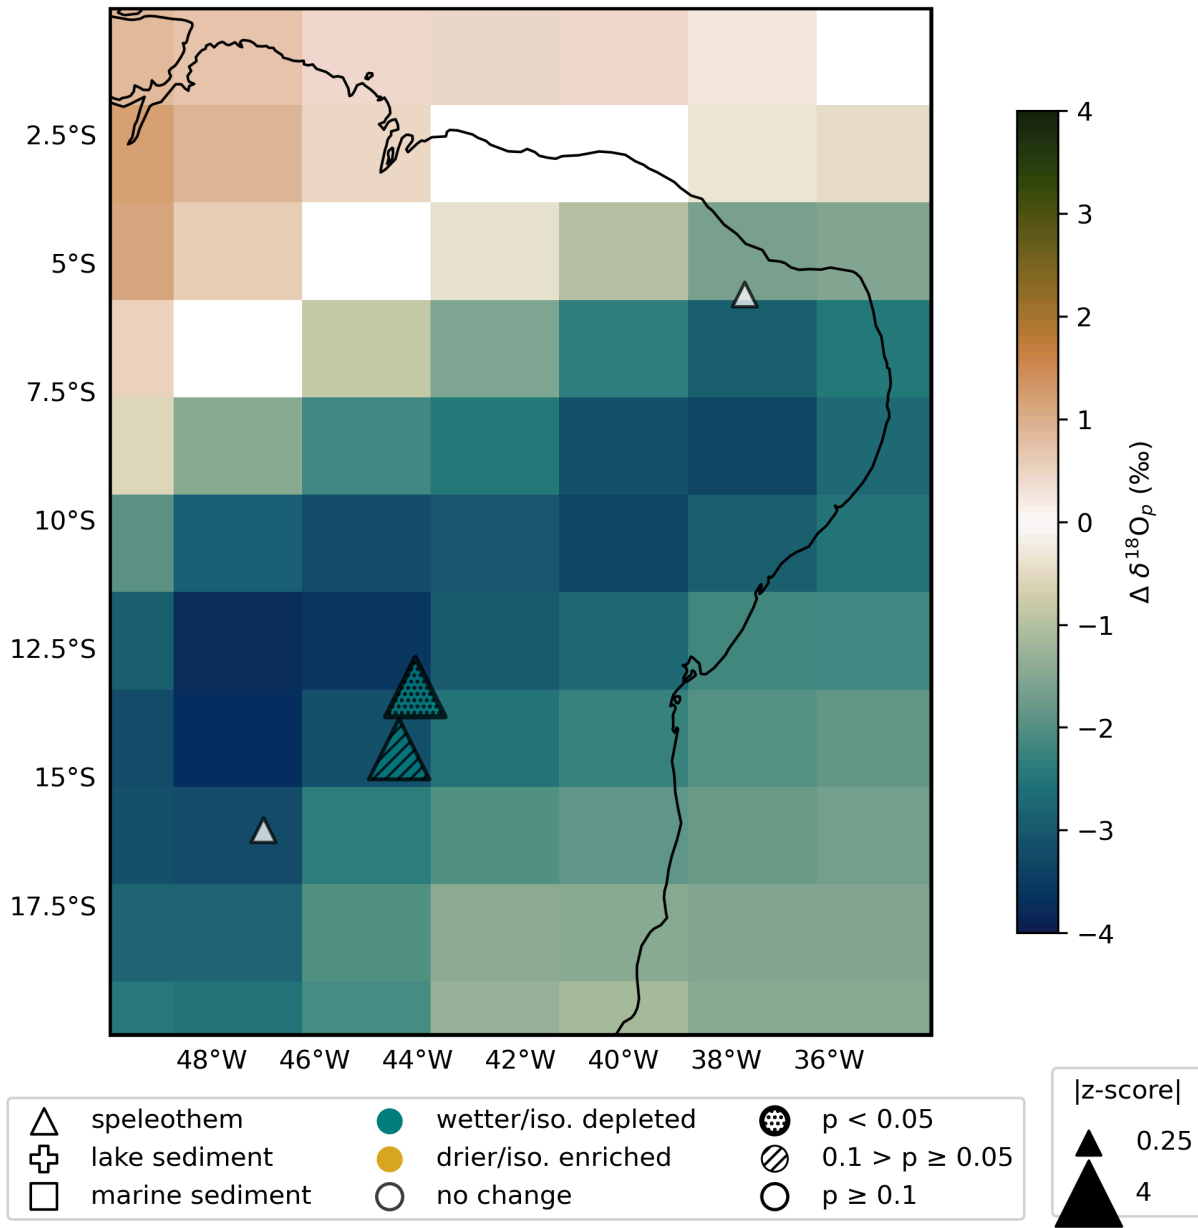 2.5°S
5°S
7.5°S
10°S
12.5°S
15°S
17.5°S
48°W 46°W 44°W 42°W 40°W 38°W 36°W
4
3
2
1
0
−1
−2
−3
−4
Δ δ¹⁸Oₚ (‰)
speleothem
lake sediment
marine sediment
wetter/iso. depleted
drier/iso. enriched
no change
p < 0.05
0.1 > p ≥ 0.05
p ≥ 0.1
|z-score|
0.25
4